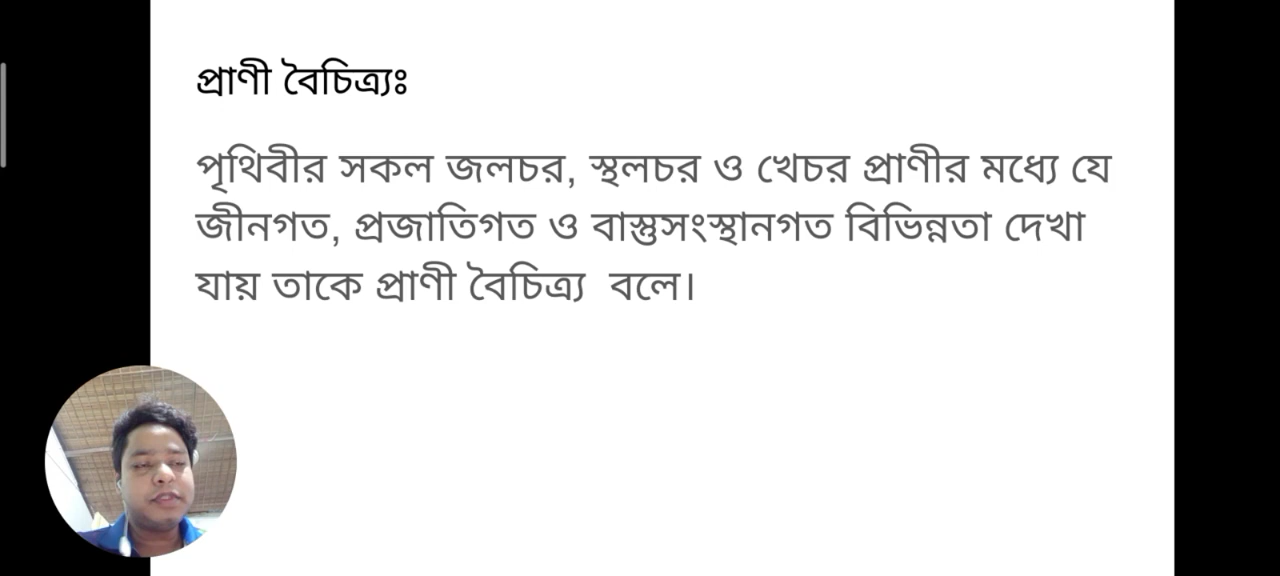 প্রাণী বৈচিত্র্যঃ
পৃথিবীর সকল জলচর, স্থলচর ও খেচর প্রাণীর মধ্যে যে
জীনগত, প্রজাতিগত ও বাস্তুসংস্থানগত বিভিন্নতা দেখা
যায় তাকে প্রাণী বৈচিত্র্য বলে।